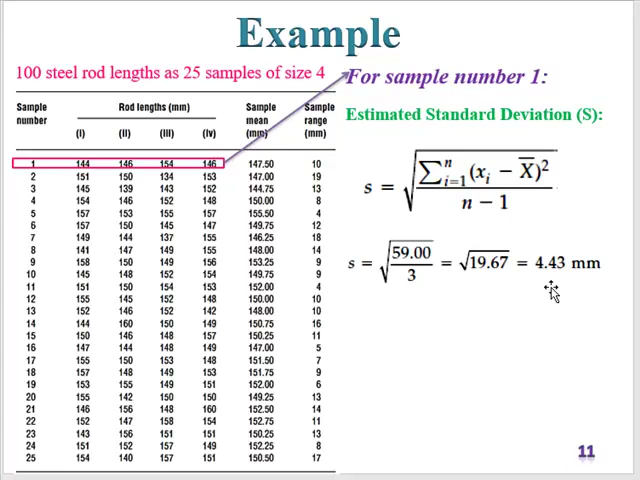 Example
100 steel rod lengths as 25 samples of size 4
For sample number 1:
Estimated Standard Deviation (S):
Sample number Rod lengths (mm) Sample mean (mm) Sample range (mm)
(i) (ii) (iii) (iv)
1 144 146 154 146 147.50 10
2 151 150 134 153 147.00 19
3 145 139 143 152 144.75 13
4 154 146 152 148 150.00 8
5 157 153 155 157 155.50 4
6 157 150 145 147 149.75 12
7 149 144 137 155 146.25 18
8 141 147 149 155 148.00 14
9 158 150 149 156 153.25 9
10 145 148 152 154 149.75 9
11 151 150 154 153 152.00 4
12 155 145 152 148 150.00 10
13 152 146 152 142 148.00 10
14 144 160 150 149 150.75 16
15 150 146 148 157 150.25 11
16 147 144 148 149 147.00 5
17 155 150 153 148 151.50 7
18 157 148 149 153 151.75 9
19 153 155 149 151 152.00 6
20 155 142 150 150 149.25 13
21 146 156 148 160 152.50 14
22 152 147 158 154 152.75 11
23 143 156 151 151 150.25 13
24 151 152 157 149 152.25 8
25 154 140 157 151 150.50 17
s = √(∑ⁿᵢ₌₁ (xᵢ − X̅)² / n − 1)
s = √(59.00 / 3) = √19.67 = 4.43 mm
11